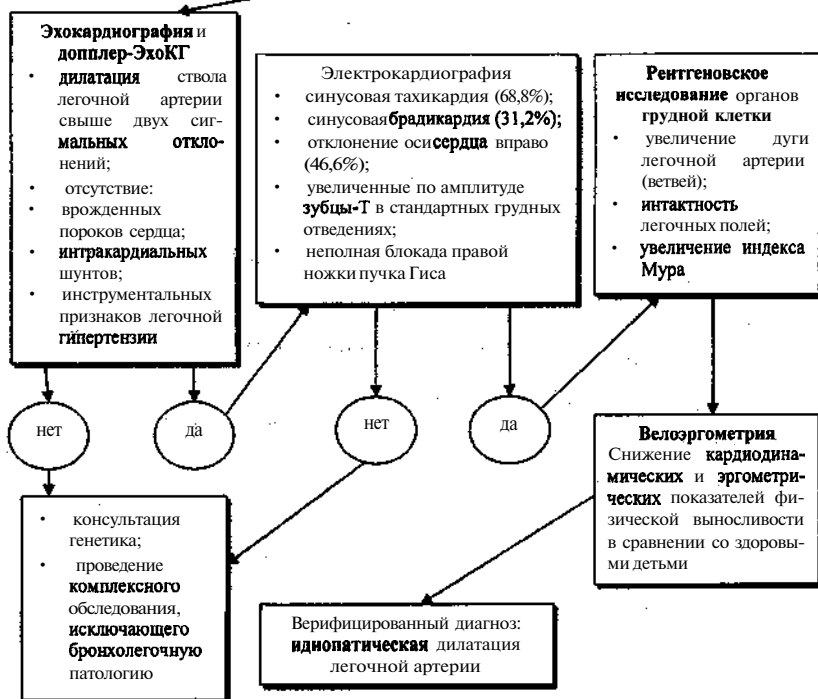 Эхокардиография и
допплер-ЭхоКГ
• дилатация ствола
легочной артерии
свыше двух сиг-
мальных откло-
нений;
• отсутствие:
• врожденных
пороков сердца;
• интракардиальных
шунтов;
• инструментальных
признаков легочной
гипертензии
Электрокардиография
• синусовая тахикардия (68,8%);
• синусовая брадикардия (31,2%);
• отклонение оси сердца вправо
(46,6%);
• увеличенные по амплитуде
зубцы-Т в стандартных грудных
отведениях;
• неполная блокада правой
ножки пучка Гиса
Рентгеновское
исследование органов
грудной клетки
• увеличение дуги
легочной артерии
(ветвей);
• интактность
легочных полей;
• увеличение индекса
Мура
нет
да
нет
да
Велоэргометрия
Снижение кардиодина-
мических и эргометри-
ческих показателей фи-
зической выносливости
в сравнении со здоровы-
ми детьми
• консультация
генетика;
• проведение
комплексного
обследования,
исключающего
бронхолегочную
патологию
Верифицированный диагноз:
идиопатическая дилатация
легочной артерии